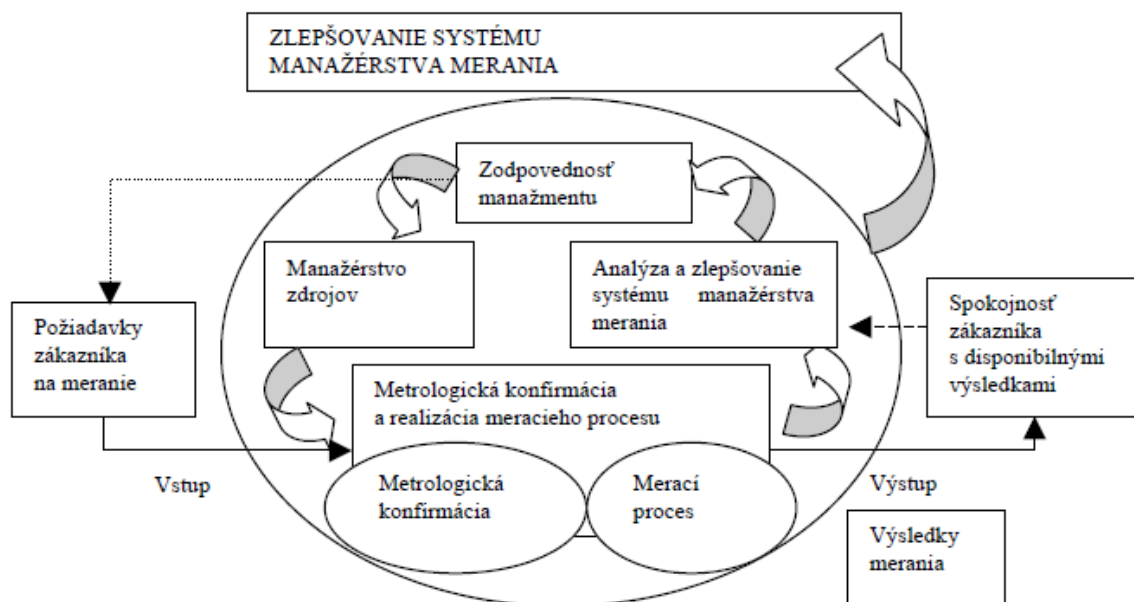 ZLEPŠOVANIE SYSTÉMU
MANAŽÉRSTVA MERANIA
Zodpovednosť
manažmentu
Manažérstvo
zdrojov
Analýza a zlepšovanie
systému manažérstva
merania
Požiadavky
zákazníka
na meranie
Spokojnosť
zákazníka
s disponibilnými
výsledkami
Metrologická konfirmácia
a realizácia meracieho procesu
Vstup
Metrologická
konfirmácia
Merací
proces
Výstup
Výsledky
merania